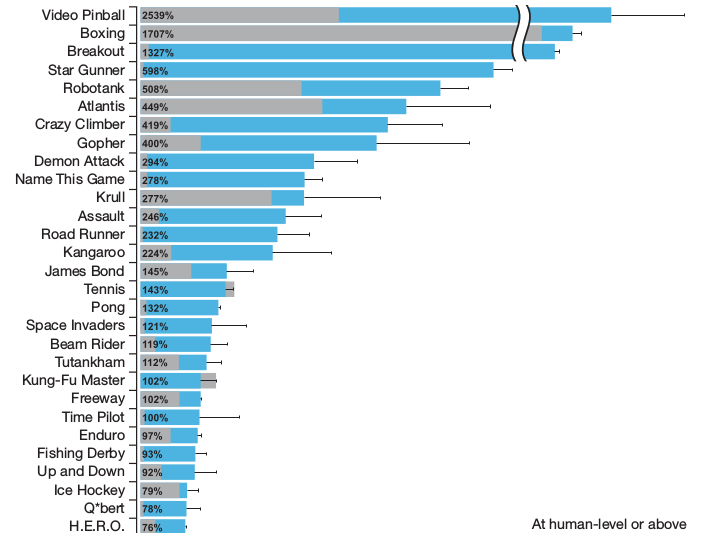 Video Pinball 2539%
Boxing 1707%
Breakout 1327%
Star Gunner 598%
Robotank 508%
Atlantis 449%
Crazy Climber 419%
Gopher 400%
Demon Attack 294%
Name This Game 278%
Krull 277%
Assault 246%
Road Runner 232%
Kangaroo 224%
James Bond 145%
Tennis 143%
Pong 132%
Space Invaders 121%
Beam Rider 119%
Tutankham 112%
Kung-Fu Master 102%
Freeway 102%
Time Pilot 100%
Enduro 97%
Fishing Derby 93%
Up and Down 92%
Ice Hockey 79%
Q*bert 78%
H.E.R.O. 76%
At human-level or above